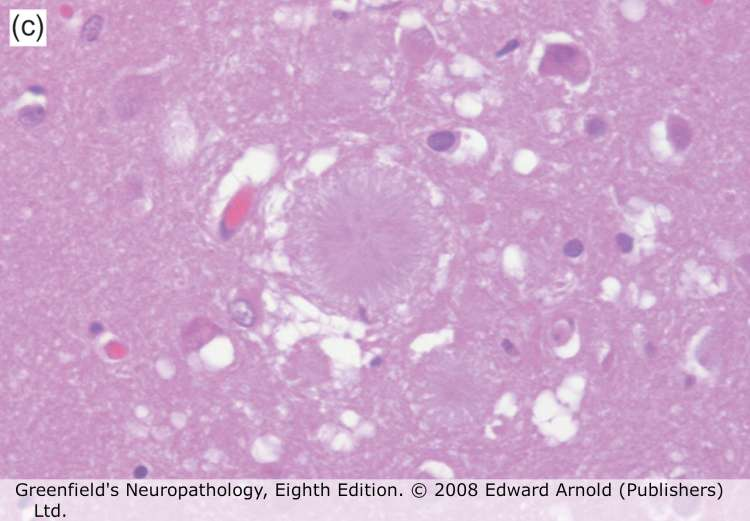 (c)
Greenfield's Neuropathology, Eighth Edition. © 2008 Edward Arnold (Publishers)
Ltd.